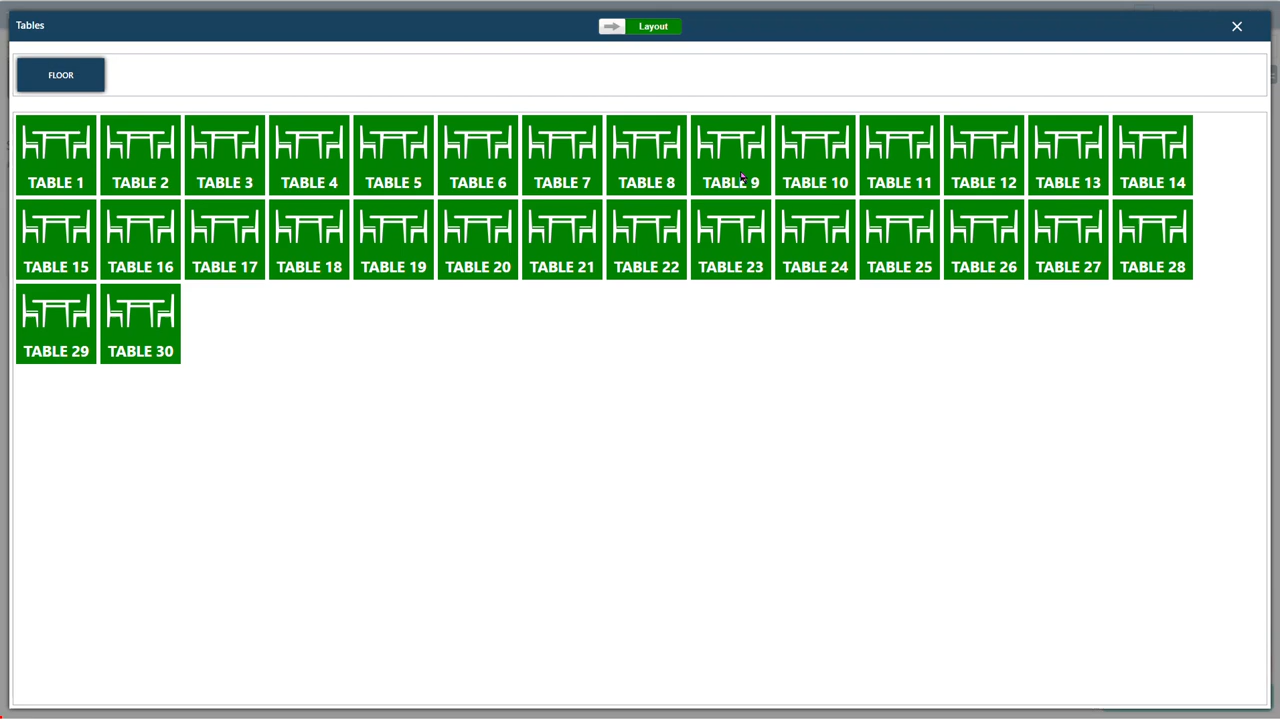 Tables
Layout
FLOOR
TABLE 1 TABLE 2 TABLE 3 TABLE 4 TABLE 5 TABLE 6 TABLE 7 TABLE 8 TABLE 9 TABLE 10 TABLE 11 TABLE 12 TABLE 13 TABLE 14
TABLE 15 TABLE 16 TABLE 17 TABLE 18 TABLE 19 TABLE 20 TABLE 21 TABLE 22 TABLE 23 TABLE 24 TABLE 25 TABLE 26 TABLE 27 TABLE 28
TABLE 29 TABLE 30